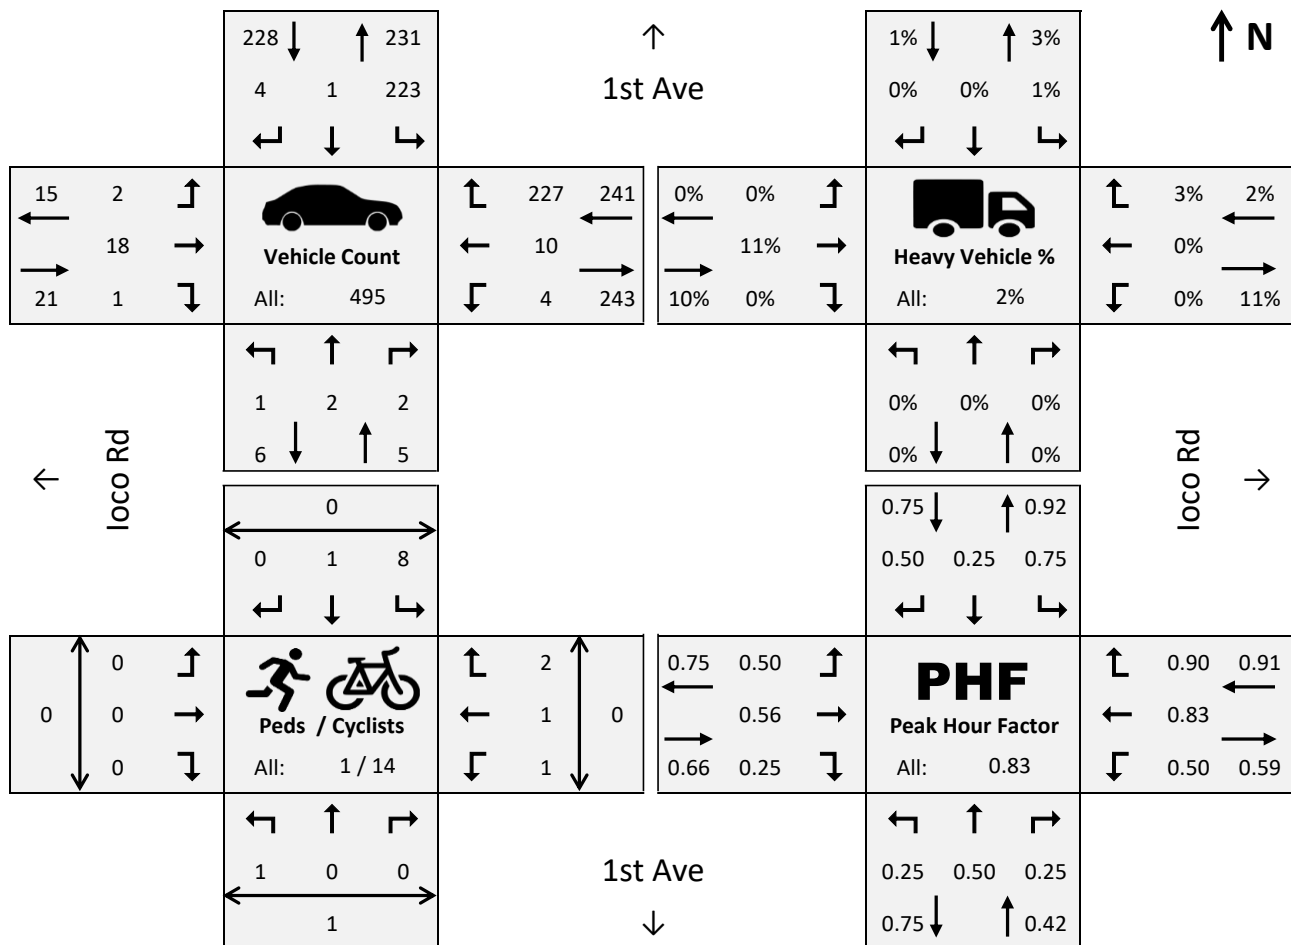 228 231 1% 3% N
1st Ave
4 1 223 0% 0% 1%
15 2 227 241 0% 0% 3% 2%
18 Vehicle Count 10 11% Heavy Vehicle % 0%
21 1 All: 495 4 243 10% 0% All: 2% 0% 11%
1 2 2 0% 0% 0%
6 5 0% 0%
Ioco Rd Ioco Rd
0 0.75 0.92
0 1 8 0.50 0.25 0.75
0 2 0.75 0.50 PHF 0.90 0.91
0 0 Peds / Cyclists 1 0 0.56 Peak Hour Factor 0.83
0 All: 1 / 14 1 0.66 0.25 All: 0.83 0.50 0.59
1 0 0 1st Ave 0.25 0.50 0.25
1 0.75 0.42